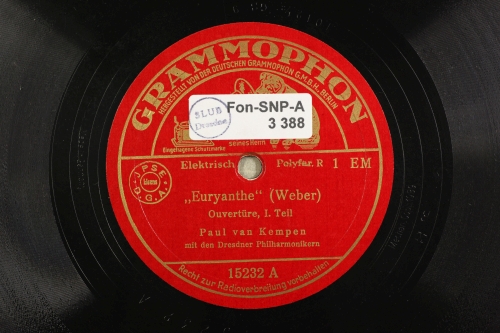 GRAMMOPHON
HERGESTELLT VON DER DEUTSCHEN GRAMMOPHON G.M.B.H. BERLIN
SLUB
Dresden
Fon-SNP-A
3 388
Eingetragene Schutzmarke
seines Herrn
Elektrisch
Polyfar. R 1 EM
„Euryanthe“ (Weber)
Ouvertüre, I. Teil
Paul van Kempen
mit den Dresdner Philharmonikern
15232 A
Recht zur Radioverbreitung vorbehalten